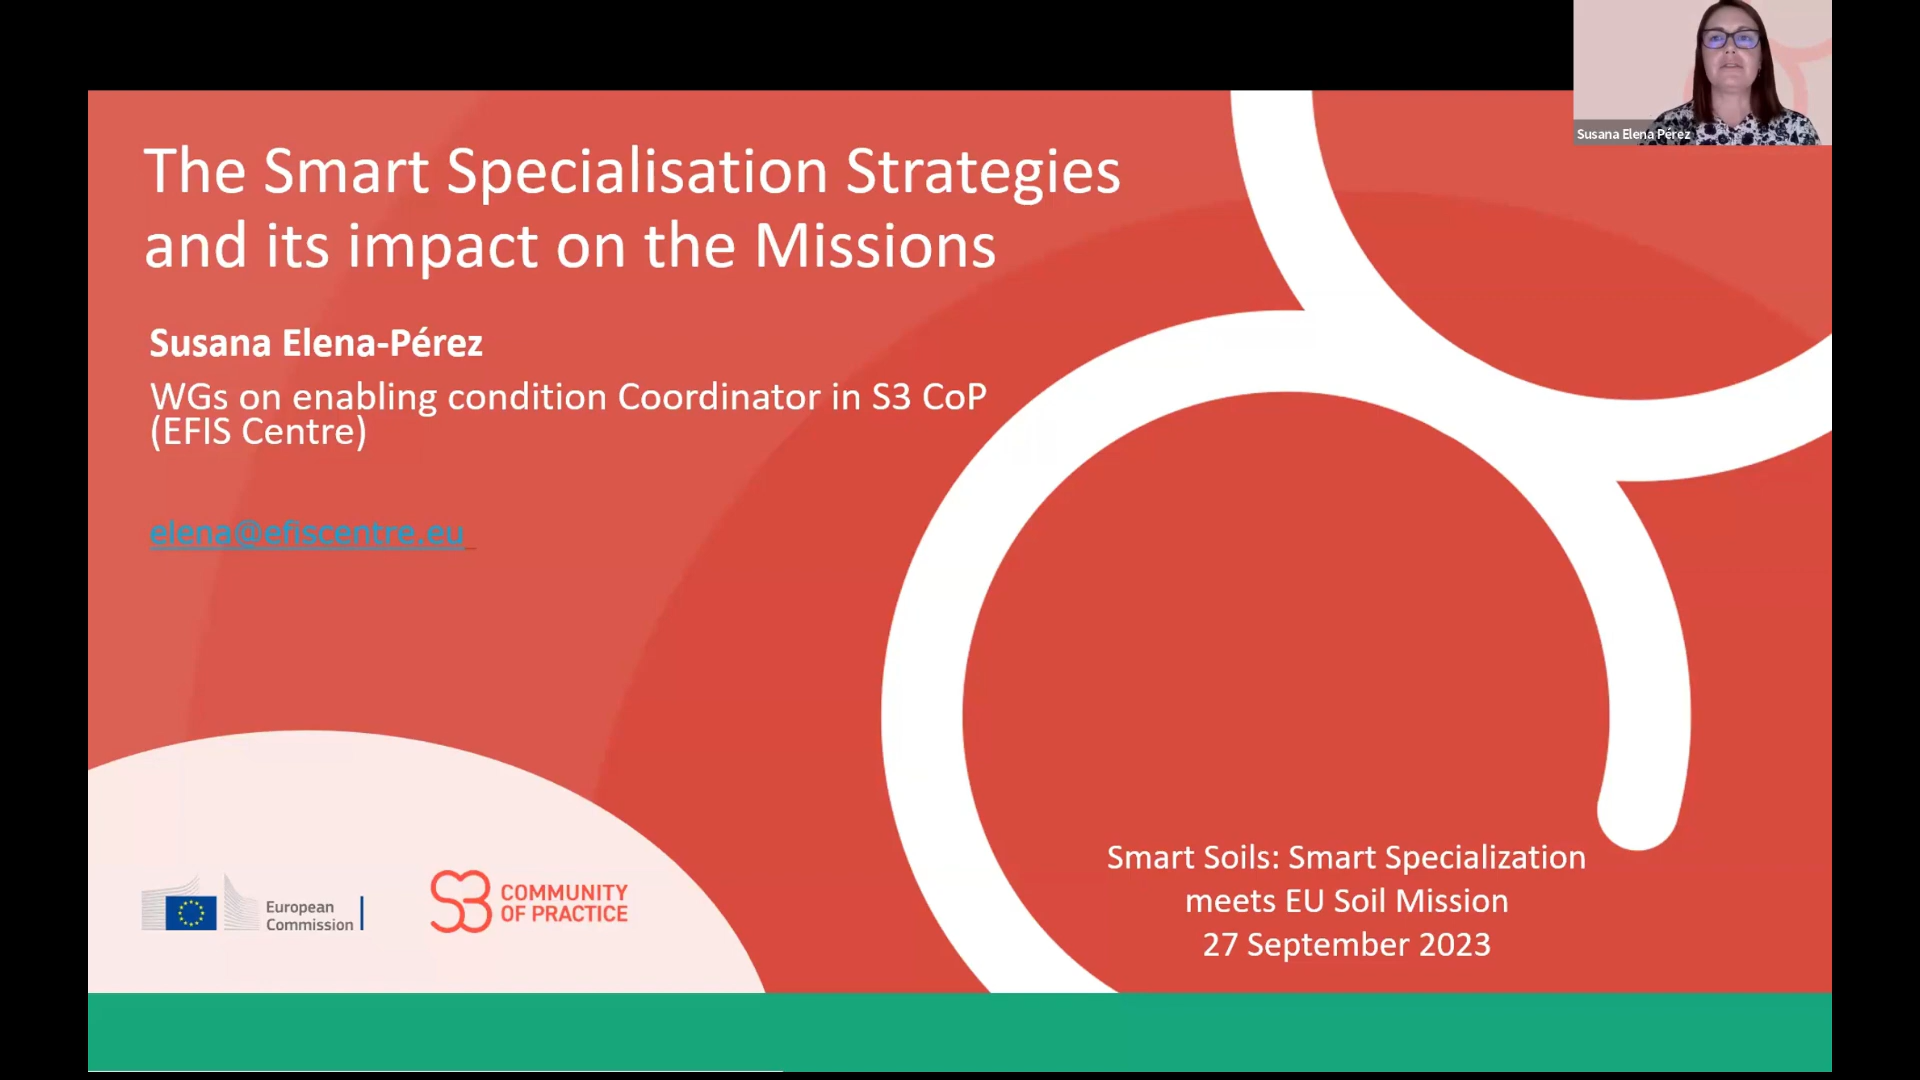 Susana Elena Pérez
The Smart Specialisation Strategies
and its impact on the Missions
Susana Elena-Pérez
WGs on enabling condition Coordinator in S3 CoP
(EFIS Centre)
elena@efiscentre.eu
European
Commission
S3 COMMUNITY
OF PRACTICE
Smart Soils: Smart Specialization
meets EU Soil Mission
27 September 2023